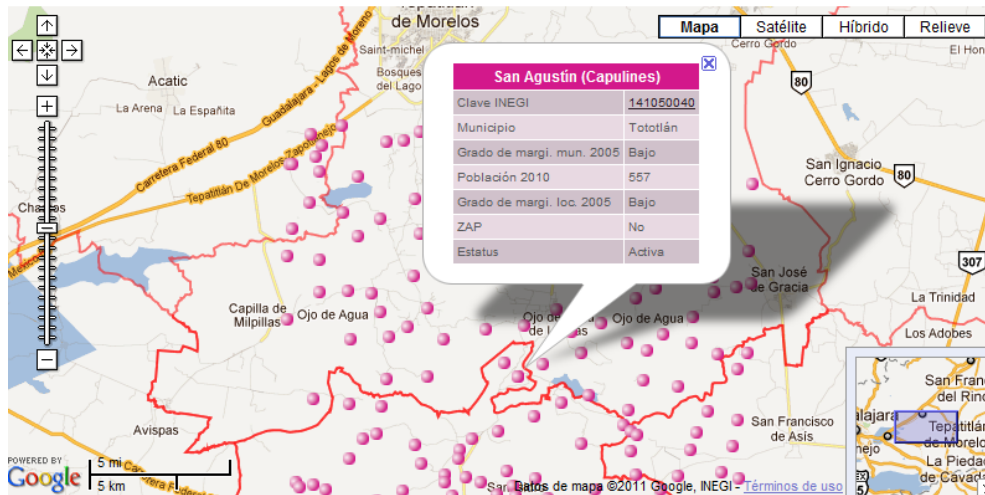 de Morelos
Mapa
Satélite
Híbrido
Relieve
Saint-michel
Cerro Gordo
El Hon
Bosques
del Lago
Acatic
La Arena
La Españita
Guadalajara - Lagos de Moreno
Carretera Federal 80
Tepatitlán De Morelos-Zapotlanejo
80
San Ignacio
Cerro Gordo
80
San Agustín (Capulines)
Clave INEGI 141050040
Municipio Tototlán
Grado de margi. mun. 2005 Bajo
Población 2010 557
Grado de margi. loc. 2005 Bajo
ZAP No
Estatus Activa
307
San José
de Gracia
La Trinidad
Los Adobes
Capilla de
Milpillas
Ojo de Agua
Ojo de Agua
San Francisco
de Asís
Avispas
San Fran
del Rinc
alajara
Tepatitlán
de Morelos
nejo
La Piedad
de Cavad
POWERED BY
Google
5 mi
5 km
Datos de mapa ©2011 Google, INEGI - Términos de uso